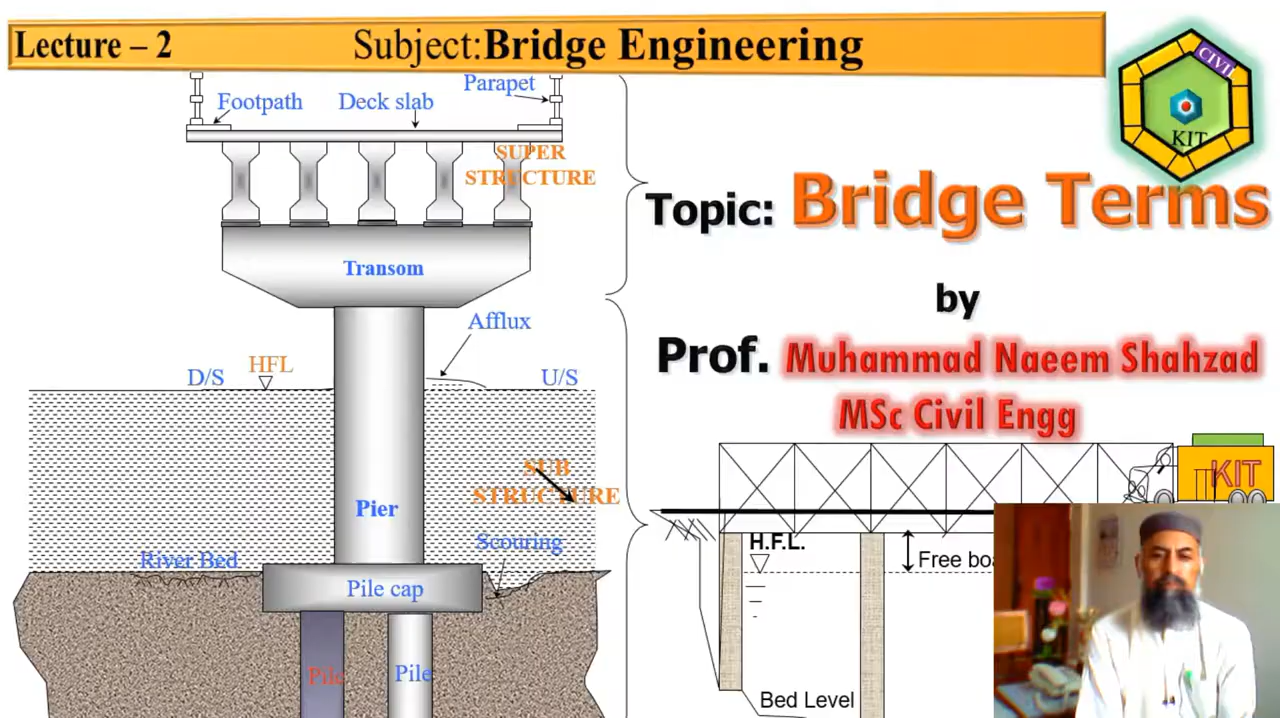 Lecture – 2
Subject:Bridge Engineering
CIVIL
KIT
Footpath
Deck slab
Parapet
SUPER
STRUCTURE
Transom
Topic: Bridge Terms
by
Prof. Muhammad Naeem Shahzad
MSc Civil Engg
Afflux
D/S
HFL
U/S
SUB
STRUCTURE
Pier
Scouring
River Bed
Pile cap
Pile
Pile
KIT
H.F.L.
Free boa
Bed Level